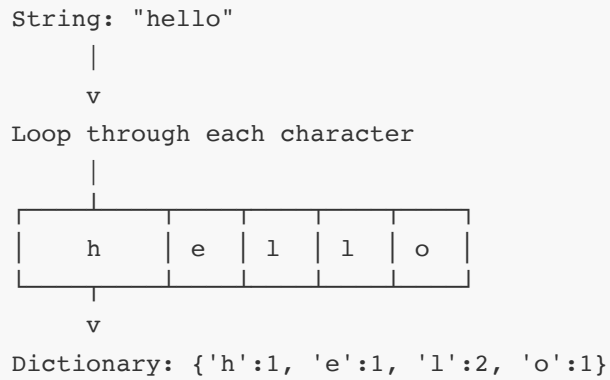 String: "hello"
|
v
Loop through each character
|
h | e | l | l | o
v
Dictionary: {'h':1, 'e':1, 'l':2, 'o':1}